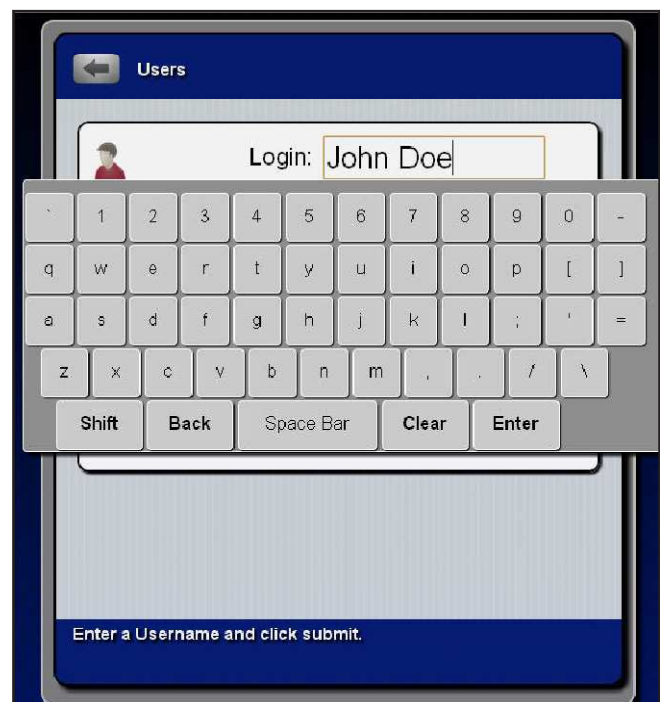 Users
Login: John Doe
` 1 2 3 4 5 6 7 8 9 0 -
q w e r t y u i o p [ ]
a s d f g h j k l ; ' =
z x c v b n m , . / \
Shift Back Space Bar Clear Enter
Enter a Username and click submit.